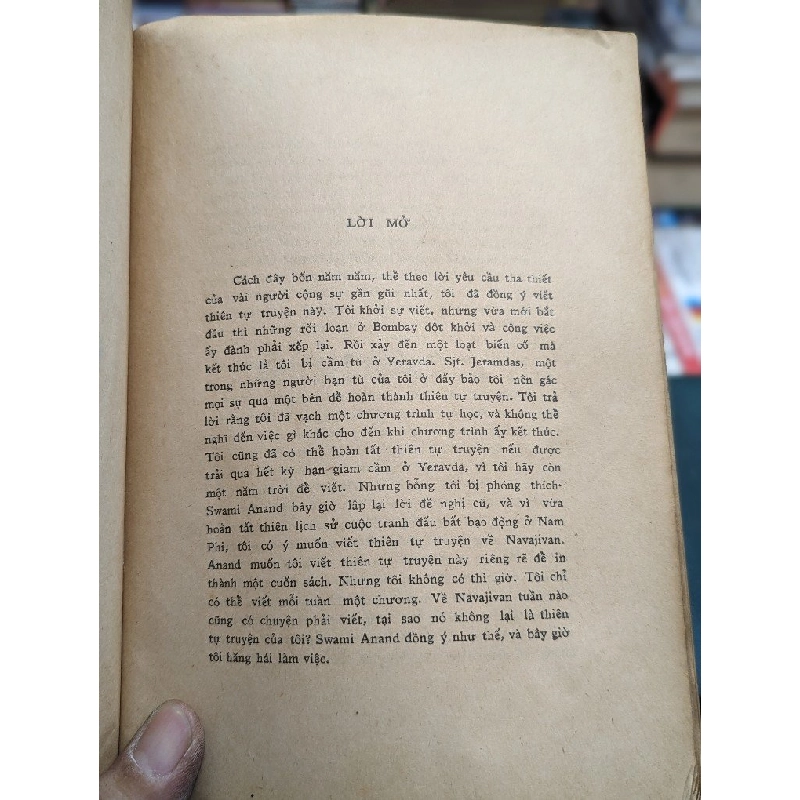 LỜI MỞ
Cách đây bốn năm năm, thể theo lời yêu cầu tha thiết
của vài người cộng sự gần gũi nhất, tôi đã đồng ý viết
thiên tự truyện này. Tôi khởi sự viết, nhưng vừa mới bắt
đầu thì những rối loạn ở Bombay đột khởi và công việc
ấy đành phải xếp lại. Rồi xảy đến một loạt biến cố mà
kết thúc là tôi bị cầm tù ở Yeravda. Sjt. Jeramdas, một
trong những người bạn tù của tôi ở đấy bảo tôi nên gác
mọi sự qua một bên để hoàn thành thiên tự truyện. Tôi trả
lời rằng tôi đã vạch một chương trình tự học, và không thể
nghĩ đến việc gì khác cho đến khi chương trình ấy kết thúc.
Tôi cũng đã có thể hoàn tất thiên tự truyện nếu được
trải qua hết kỳ hạn giam cầm ở Yeravda, vì tôi hãy còn
một năm trời để viết. Nhưng bỗng tôi bị phóng thích-
Swami Anand bây giờ lập lại lời đề nghị cũ, và vì vừa
hoàn tất thiên lịch sử cuộc tranh đấu bất bạo động ở Nam
Phi, tôi có ý muốn viết thiên tự truyện về Navajivan.
Anand muốn tôi viết thiên tự truyện này riêng rẽ để in
thành một cuốn sách. Nhưng tôi không có thì giờ. Tôi chỉ
có thể viết mỗi tuần một chương. Về Navajivan tuần nào
cũng có chuyện phải viết, tại sao nó không lại là thiên
tự truyện của tôi? Swami Anand đồng ý như thế, và bây giờ
tôi hăng hái làm việc.